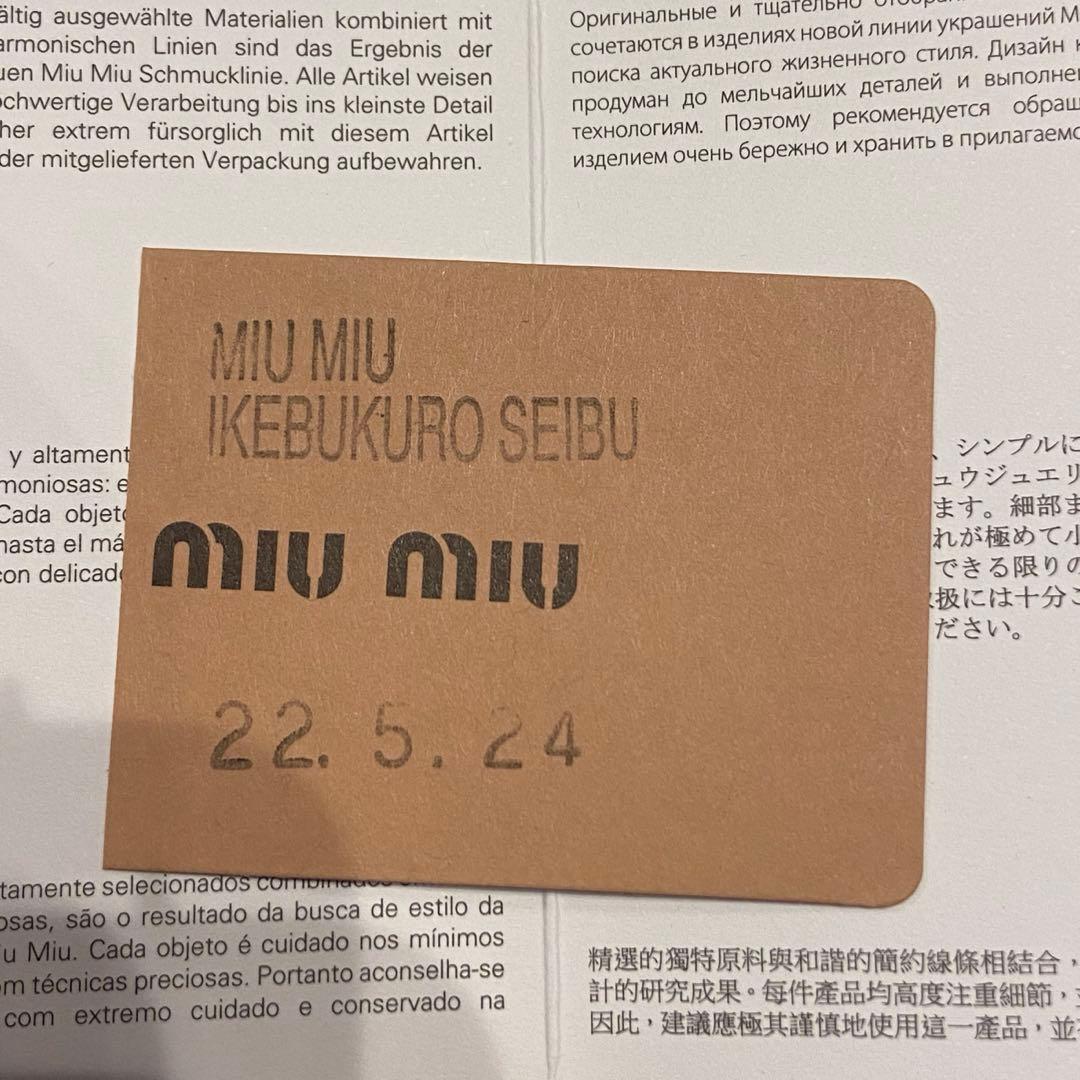 ältig ausgewählte Materialien kombiniert mit
armonischen Linien sind das Ergebnis der
uen Miu Miu Schmucklinie. Alle Artikel weisen
ochwertige Verarbeitung bis ins kleinste Detail
her extrem fürsorglich mit diesem Artikel
der mitgelieferten Verpackung aufbewahren.
Оригинальные и тщательно
сочетаются в изделиях новой линии украшений M
поиска актуального жизненного стиля. Дизайн
продуман до мельчайших деталей и выполнен
технологиям. Поэтому рекомендуется обращ
изделием очень бережно и хранить в прилагаемо
MIU MIU
IKEBUKURO SEIBU
miu miu
22. 5. 24
y altament
moniosas: e
Cada objeto
hasta el má
con delicad
、シンプルに
ュウジュエリ
ます。細部ま
れが極めて小
できる限りの
扱には十分ご
ださい。
tamente selecionados combinados
osas, são o resultado da busca de estilo da
u Miu. Cada objeto é cuidado nos mínimos
m técnicas preciosas. Portanto aconselha-se
com extremo cuidado e conservado na
精選的獨特原料與和諧的簡約線條相結合，
計的研究成果。每件產品均高度注重細節，
因此，建議應極其謹慎地使用這一產品，並